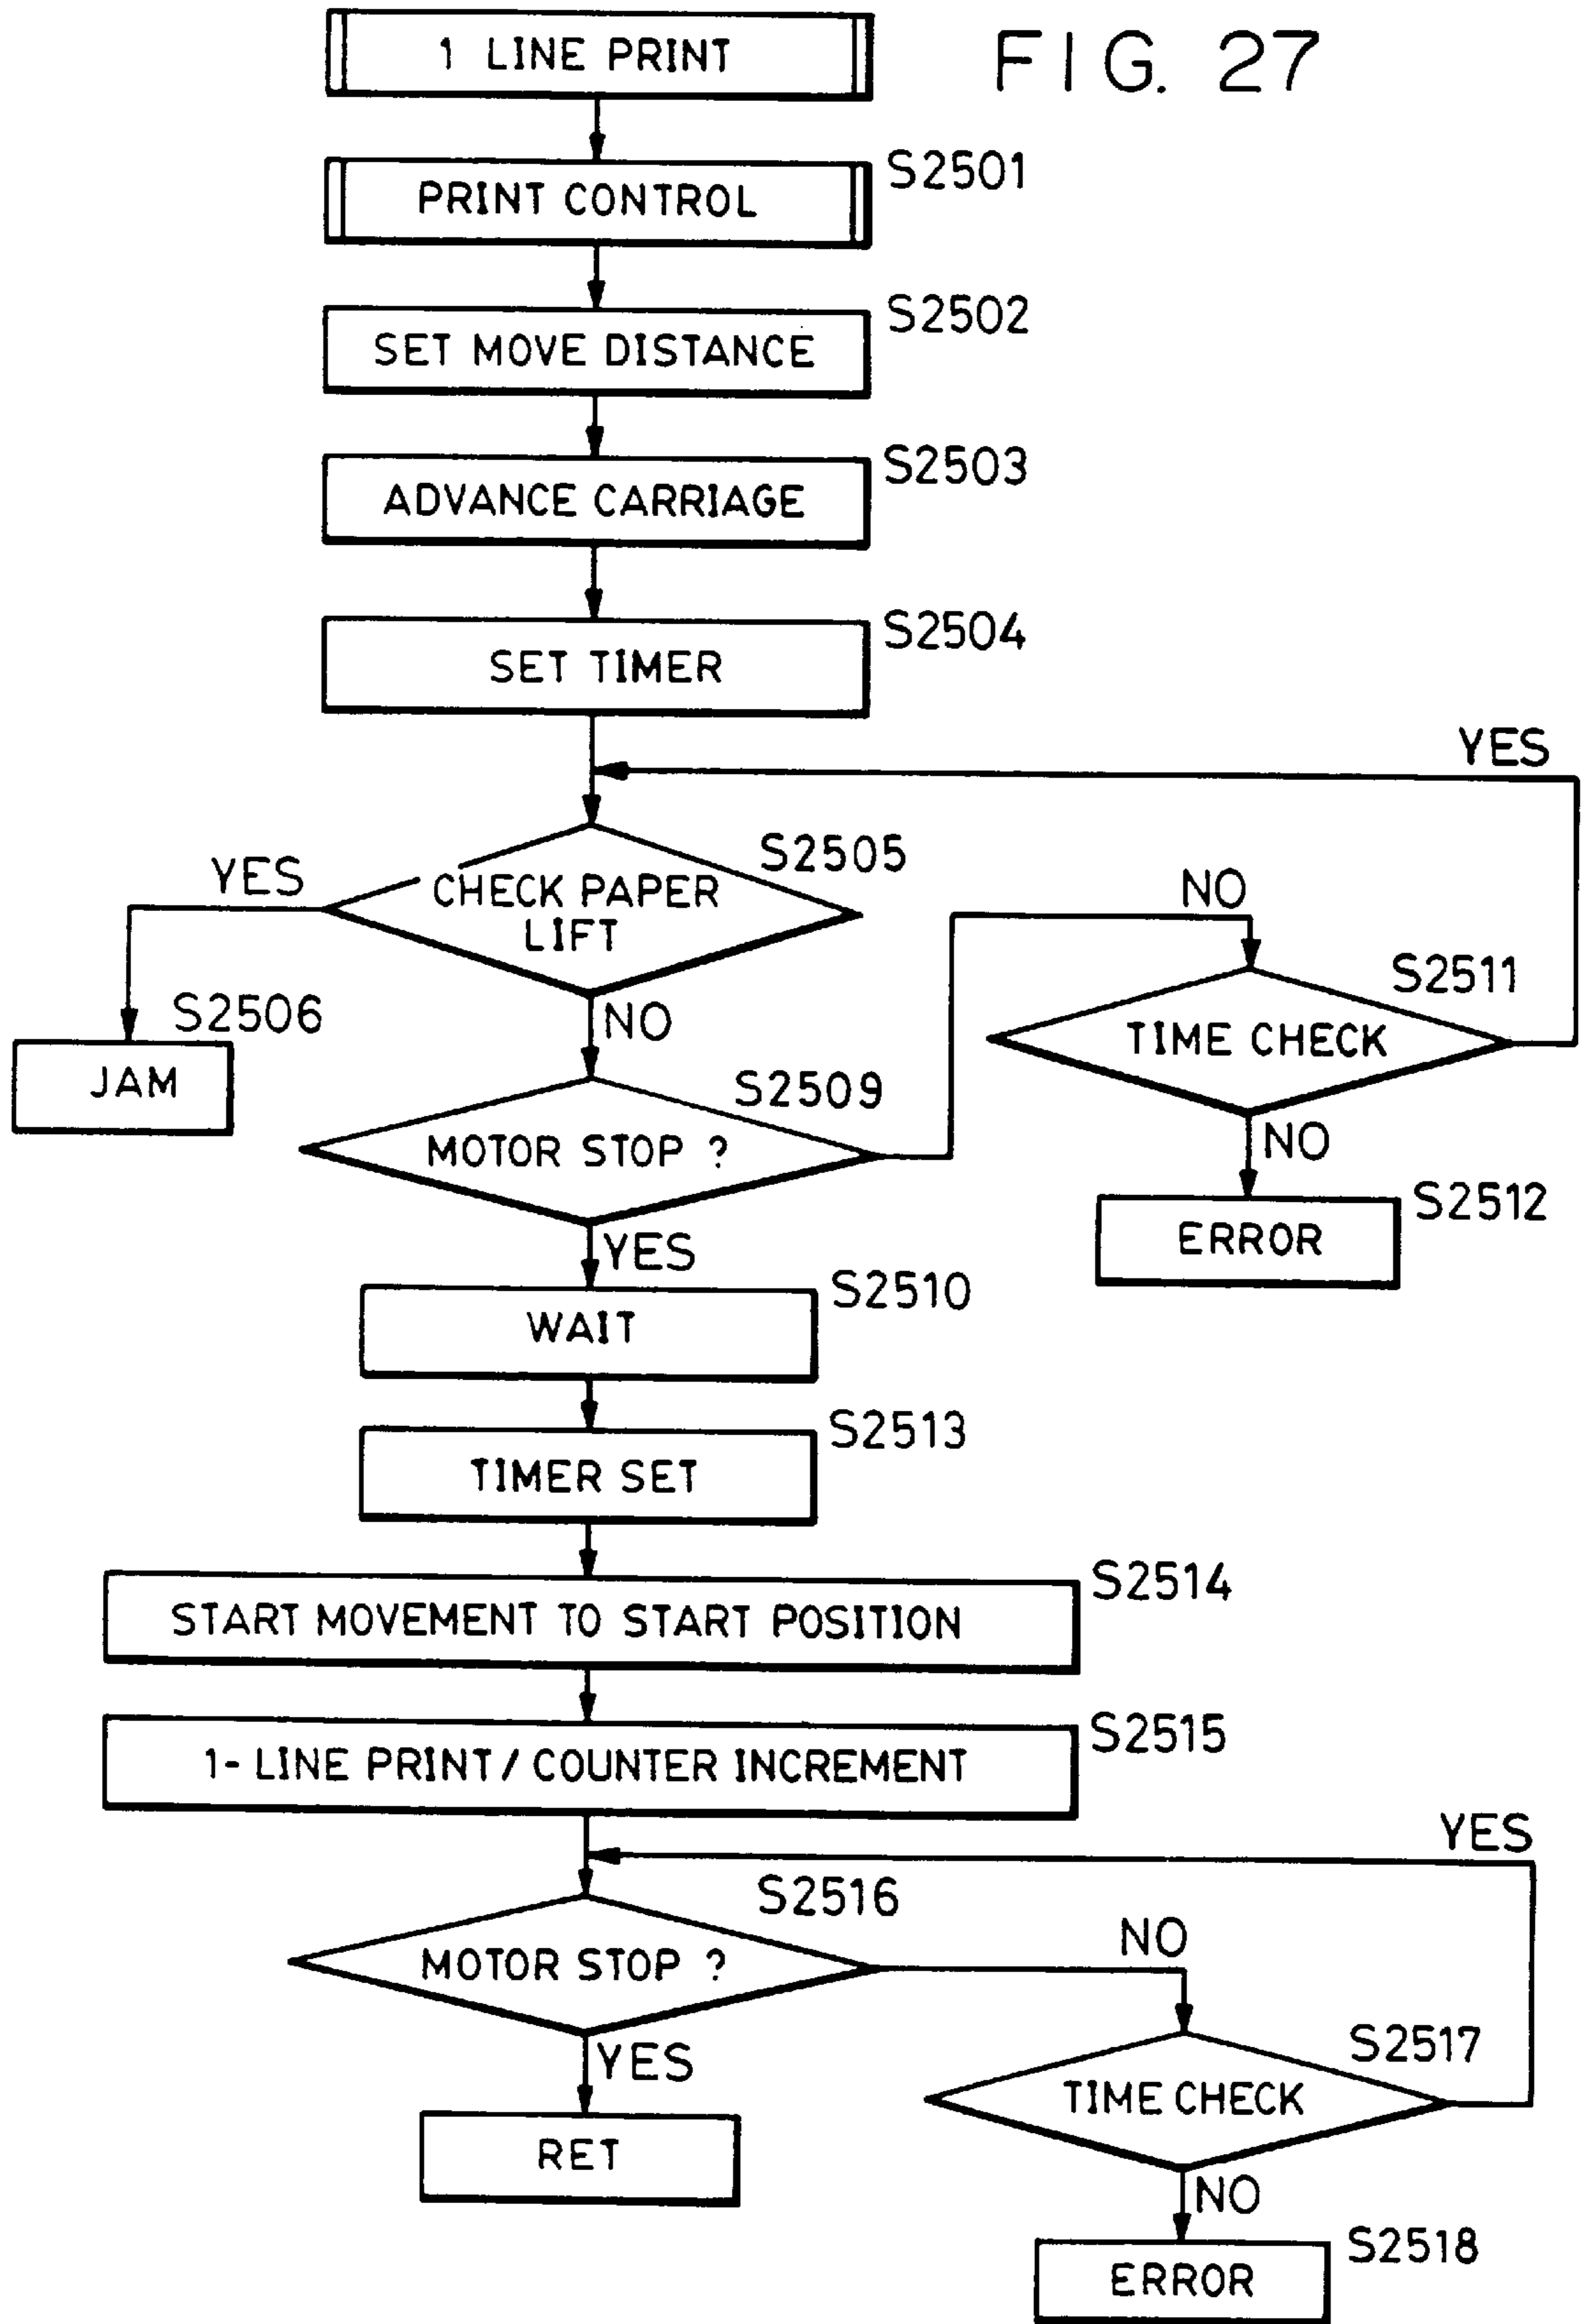 1 LINE PRINT
FIG. 27
S2501
PRINT CONTROL
S2502
SET MOVE DISTANCE
S2503
ADVANCE CARRIAGE
S2504
SET TIMER
YES
S2505
YES
CHECK PAPER
LIFT
NO
S2506
JAM
NO
S2511
TIME CHECK
S2509
MOTOR STOP ?
NO
S2512
ERROR
YES
S2510
WAIT
S2513
TIMER SET
S2514
START MOVEMENT TO START POSITION
S2515
1-LINE PRINT / COUNTER INCREMENT
YES
S2516
MOTOR STOP ?
NO
S2517
TIME CHECK
YES
RET
NO
S2518
ERROR